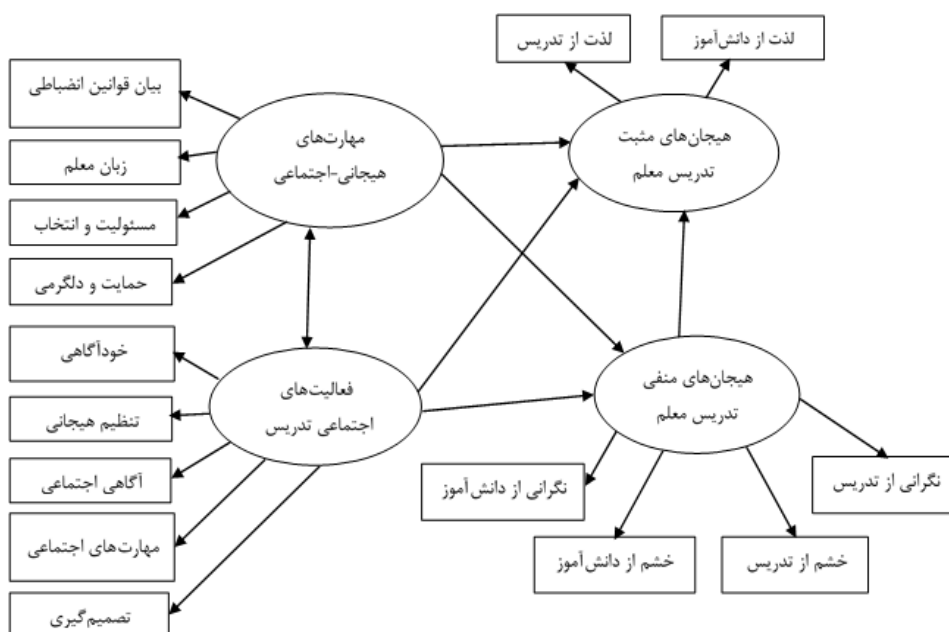 لذت از دانش‌آموز
لذت از تدریس
هیجان‌های مثبت
تدریس معلم
مهارت‌های
هیجانی-اجتماعی
بیان قوانین انضباطی
زبان معلم
مسئولیت و انتخاب
حمایت و دلگرمی
هیجان‌های منفی
تدریس معلم
فعالیت‌های
اجتماعی تدریس
خودآگاهی
تنظیم هیجانی
آگاهی اجتماعی
مهارت‌های اجتماعی
تصمیم‌گیری
نگرانی از تدریس
نگرانی از دانش‌آموز
خشم از تدریس
خشم از دانش‌آموز